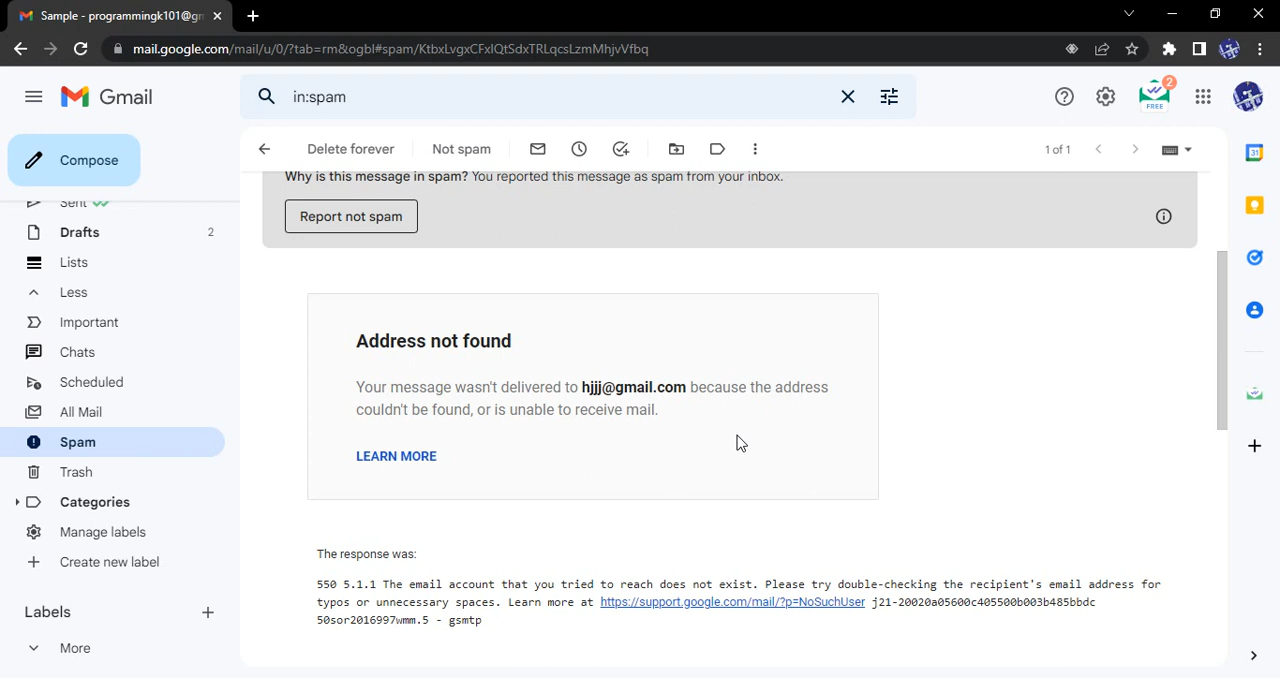 Sample - programmingk101@gm
mail.google.com/mail/u/0/?tab=rm&ogbl#spam/KtbxLvgxCFxlQtSdxTRLqcsLzmMhjvVfbq
Gmail
in:spam
2
FREE
31
Compose
Delete forever
Not spam
1 of 1
Sent
Drafts 2
Lists
Less
Important
Chats
Scheduled
All Mail
Spam
Trash
Categories
Manage labels
Create new label
Labels
More
Why is this message in spam? You reported this message as spam from your inbox.
Report not spam
Address not found
Your message wasn't delivered to hjjj@gmail.com because the address
couldn't be found, or is unable to receive mail.
LEARN MORE
The response was:
550 5.1.1 The email account that you tried to reach does not exist. Please try double-checking the recipient's email address for
typos or unnecessary spaces. Learn more at https://support.google.com/mail/?p=NoSuchUser j21-20020a05600c405500b003b485bbdc
50sor2016997wmm.5 - gsmtp